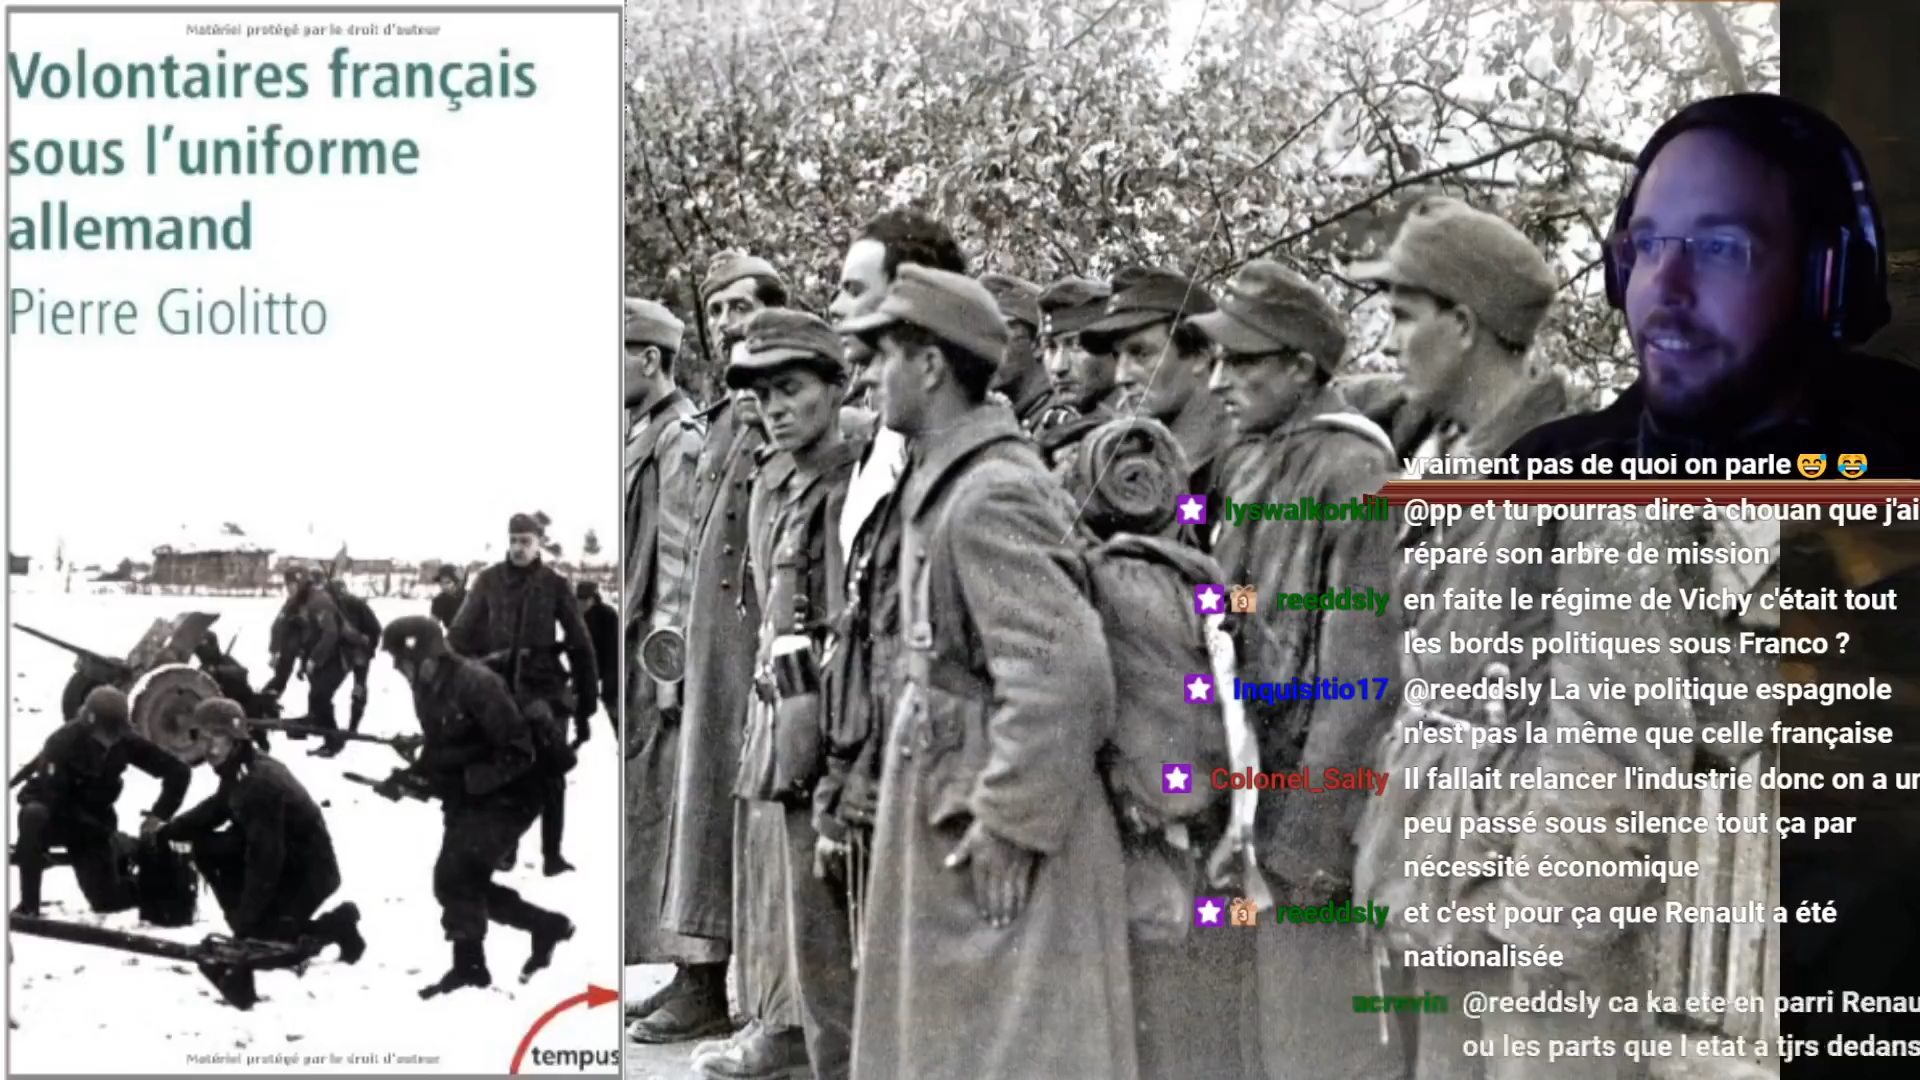 Matériel protégé par le droit d'auteur
Volontaires français
sous l'uniforme
allemand
Pierre Giolitto
Matériel protégé par le droit d'auteur
tempus
vraiment pas de quoi on parle😅 😂
lyswalkorkill @pp et tu pourras dire à chouan que j'ai
réparé son arbre de mission
3 reeddsly en faite le régime de Vichy c'était tout
les bords politiques sous Franco ?
Inquisitio17 @reeddsly La vie politique espagnole
n'est pas la même que celle française
Colonel_Salty Il fallait relancer l'industrie donc on a un
peu passé sous silence tout ça par
nécessité économique
3 reeddsly et c'est pour ça que Renault a été
nationalisée
@reeddsly ca ka ete en parri Renau
ou les parts que l etat a tjrs dedans